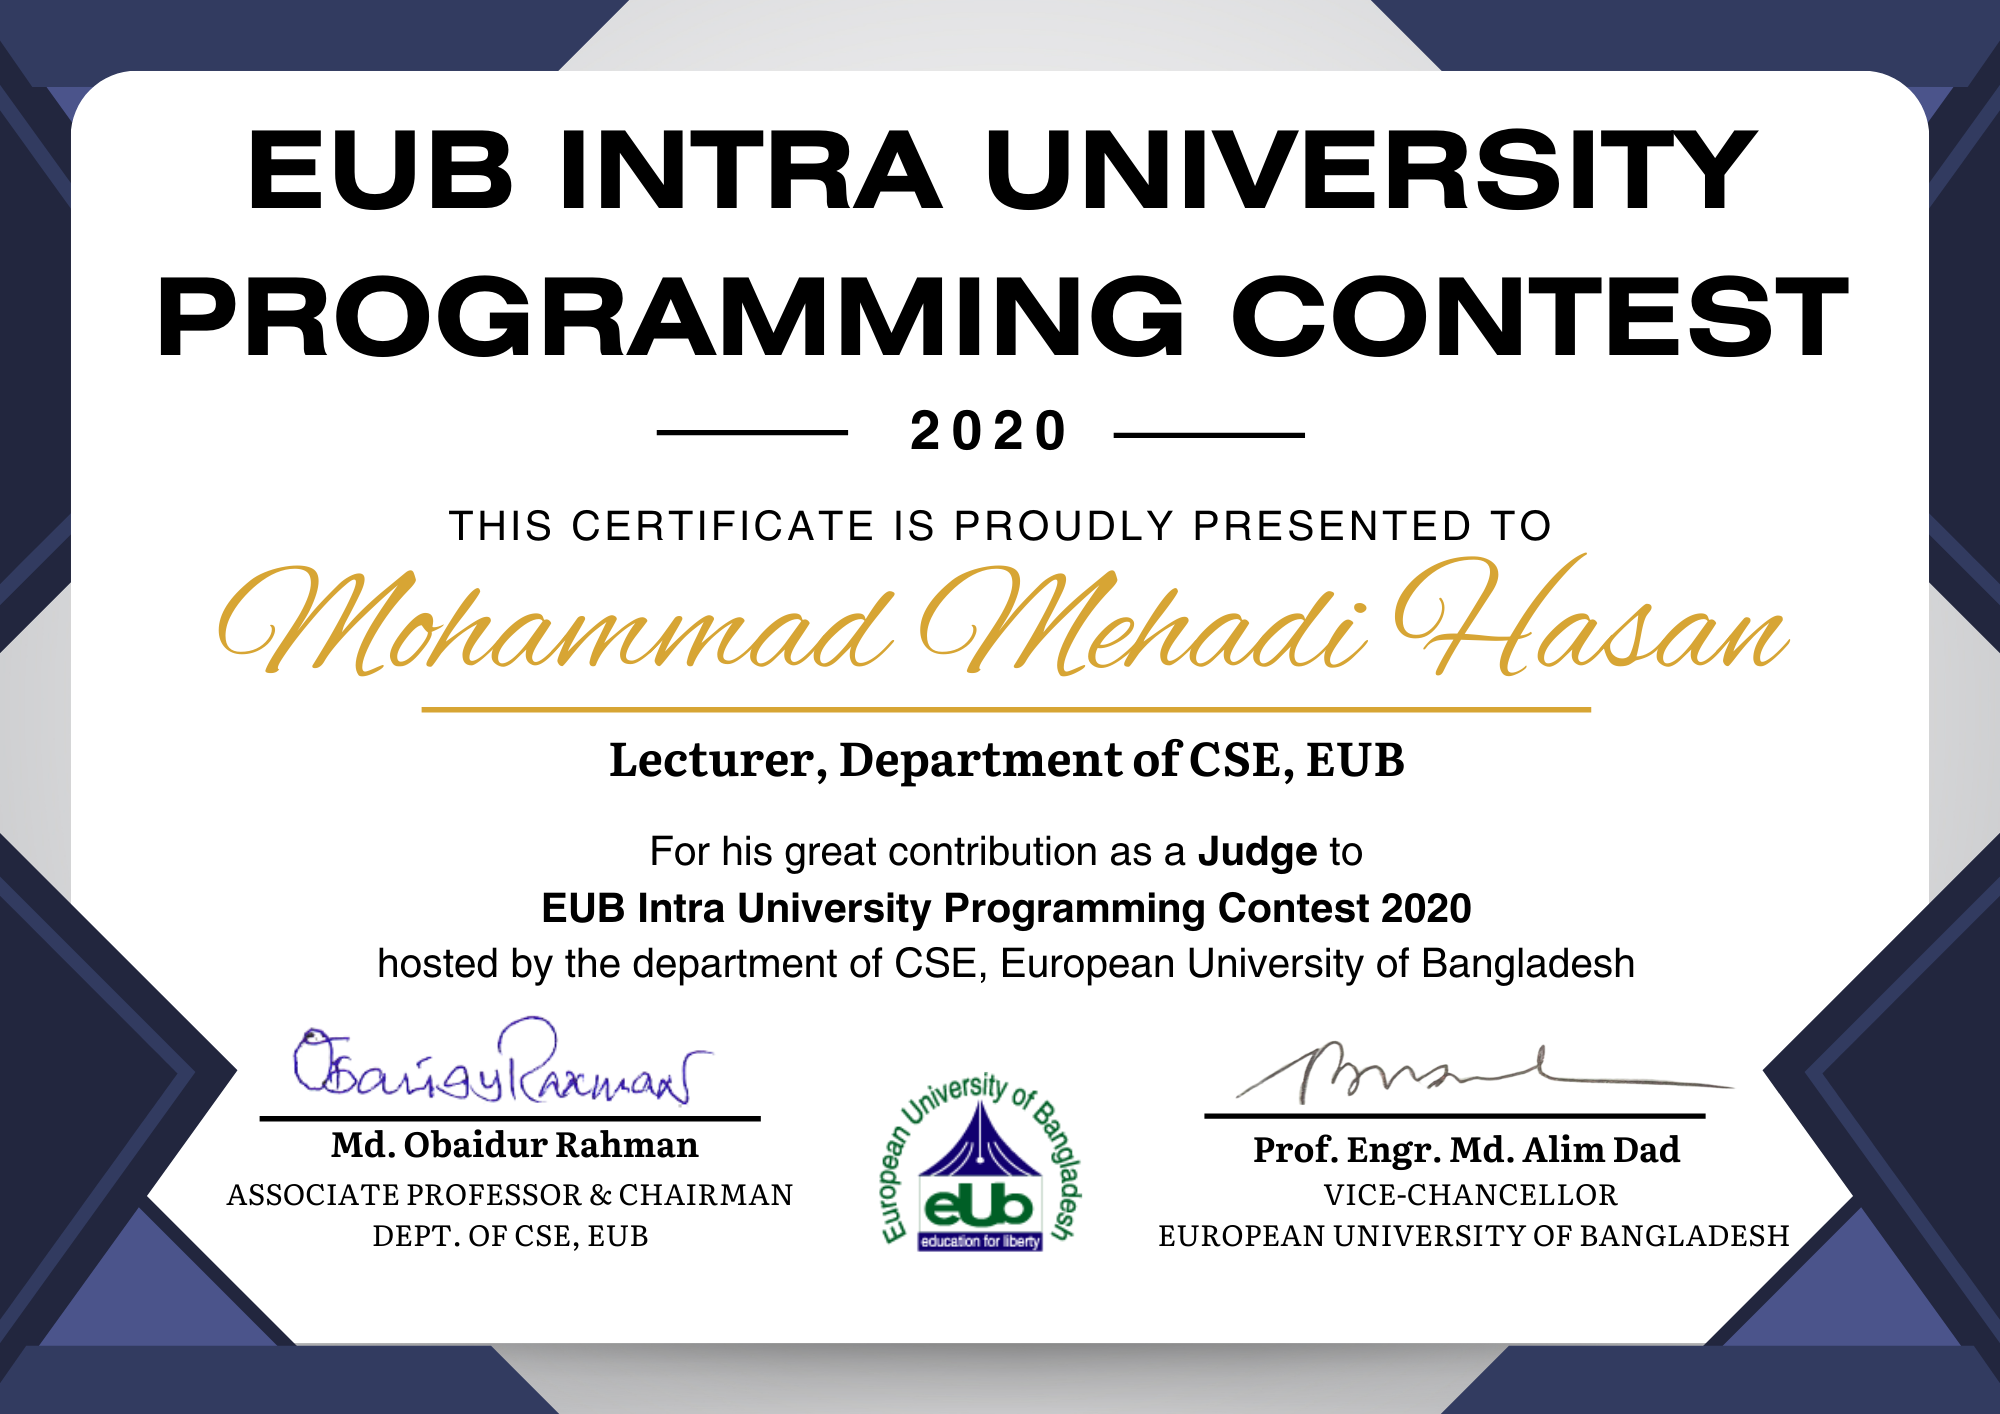 EUB INTRA UNIVERSITY
PROGRAMMING CONTEST
2020
THIS CERTIFICATE IS PROUDLY PRESENTED TO
Mohammad Mehadi Hasan
Lecturer, Department of CSE, EUB
For his great contribution as a Judge to
EUB Intra University Programming Contest 2020
hosted by the department of CSE, European University of Bangladesh
Obaidur Rahman
Md. Obaidur Rahman
ASSOCIATE PROFESSOR & CHAIRMAN
DEPT. OF CSE, EUB
European University of Bangladesh
eUb
education for liberty
Prof. Engr. Md. Alim Dad
VICE-CHANCELLOR
EUROPEAN UNIVERSITY OF BANGLADESH